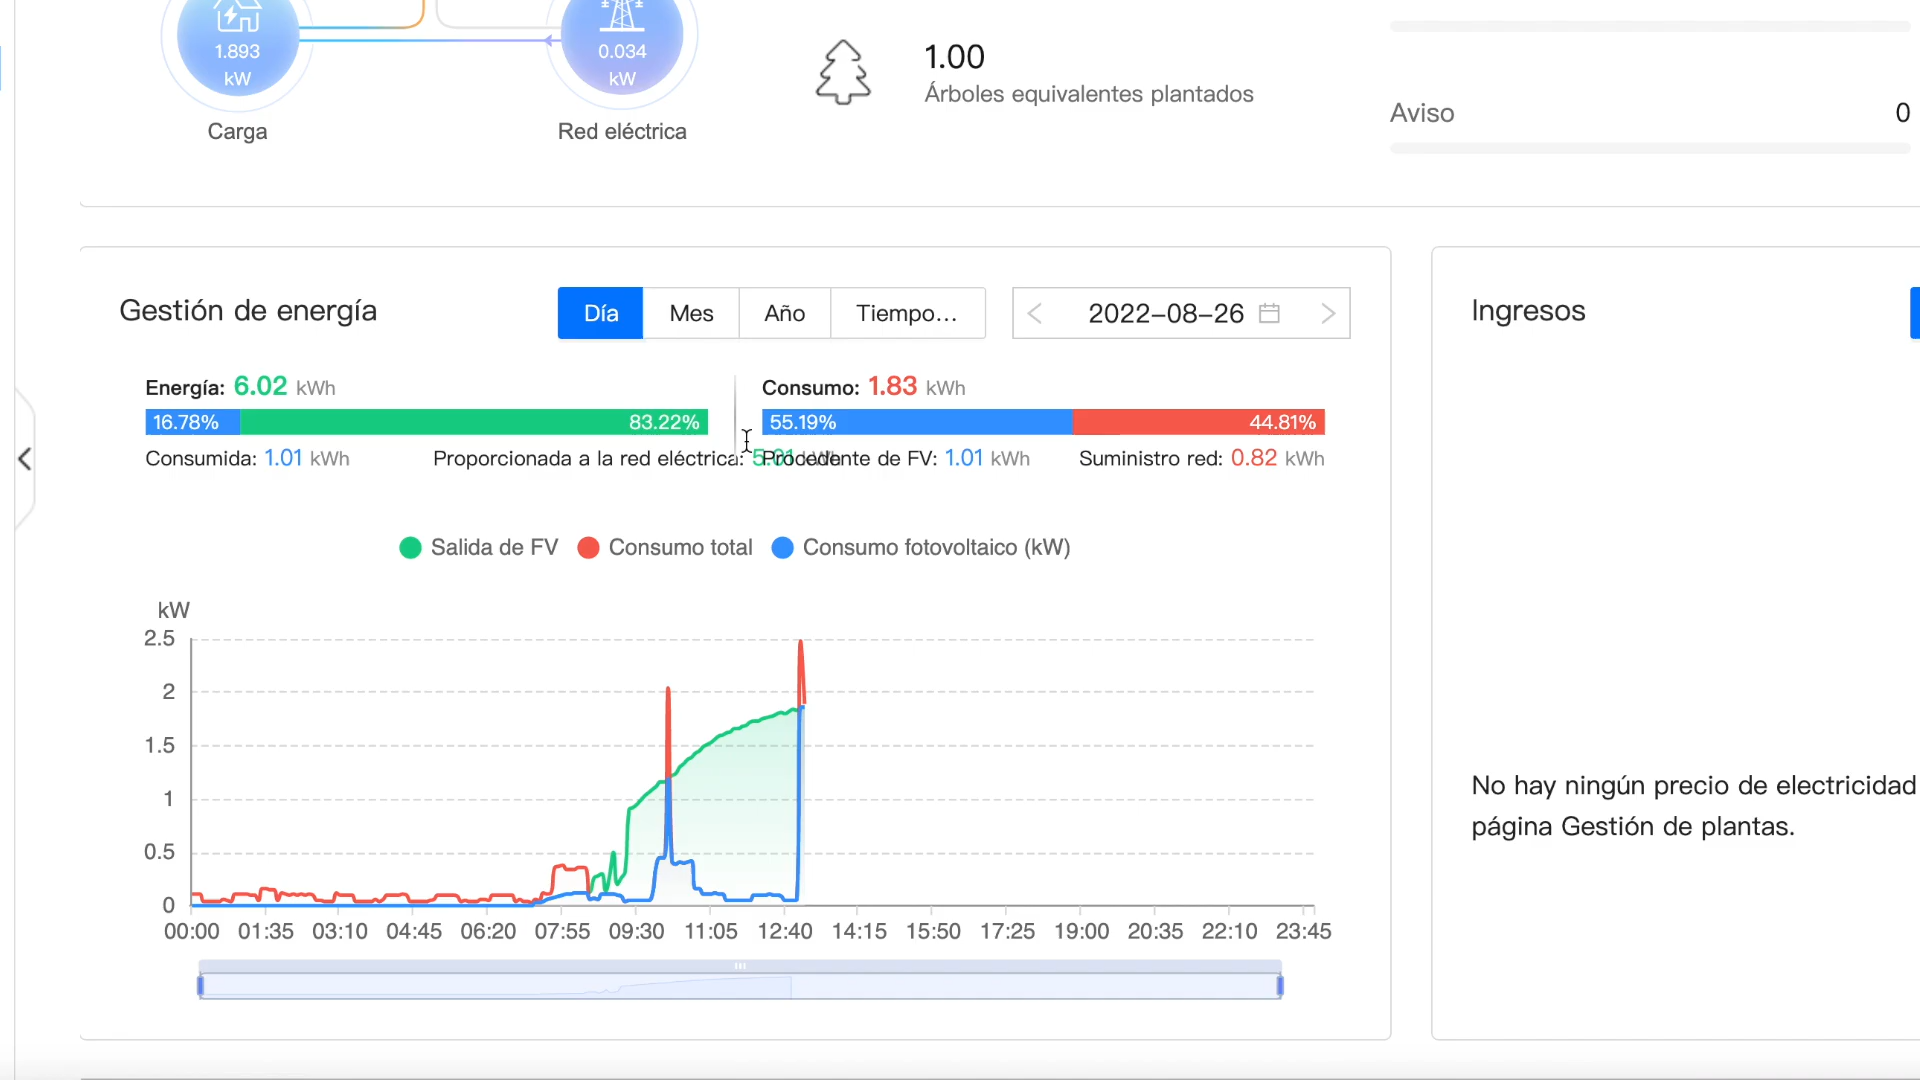 1.893
kW
Carga
0.034
kW
Red eléctrica
1.00
Árboles equivalentes plantados
Aviso 0
Gestión de energía
Día Mes Año Tiempo...
2022-08-26
Energía: 6.02 kWh
16.78% 83.22%
Consumida: 1.01 kWh Proporcionada a la red eléctrica: 5.01 kWh
Consumo: 1.83 kWh
55.19% 44.81%
Procedente de FV: 1.01 kWh Suministro red: 0.82 kWh
Salida de FV Consumo total Consumo fotovoltaico (kW)
kW
2.5
2
1.5
1
0.5
0
00:00 01:35 03:10 04:45 06:20 07:55 09:30 11:05 12:40 14:15 15:50 17:25 19:00 20:35 22:10 23:45
Ingresos
No hay ningún precio de electricidad
página Gestión de plantas.